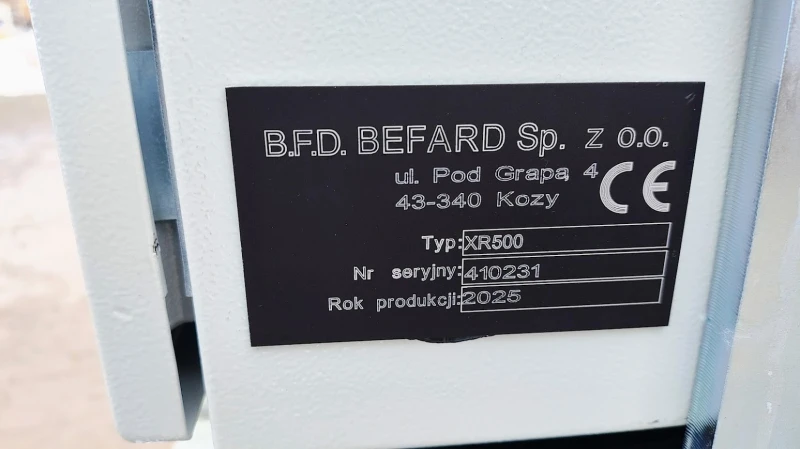 B.F.D. BEFARD Sp. z o.o.
ul. Pod Grapą 4
43-340 Kozy
CE
Typ: XR500
Nr seryjny: 410231
Rok produkcji: 2025